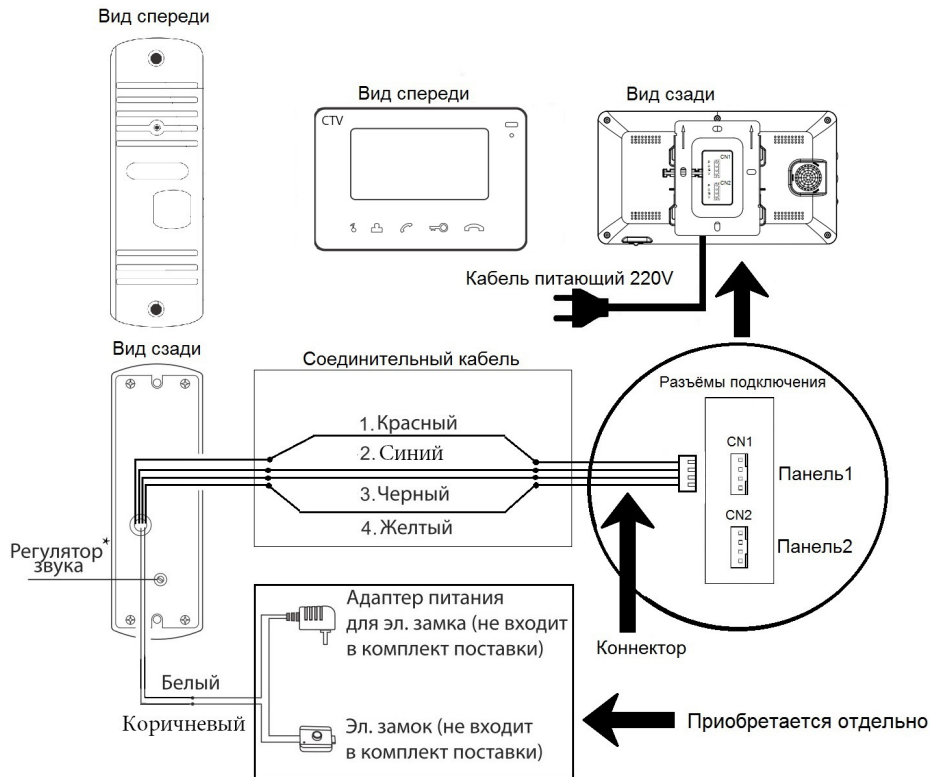 Вид спереди
Вид спереди
Вид сзади
CTV
CN1
CN2
Кабель питающий 220V
Вид сзади
Соединительный кабель
Разъёмы подключения
1. Красный
2. Синий
3. Черный
4. Желтый
CN1
Панель1
CN2
Панель2
Регулятор*
звука
Коннектор
Адаптер питания
для эл. замка (не входит
в комплект поставки)
Белый
Коричневый
Эл. замок (не входит
в комплект поставки)
Приобретается отдельно